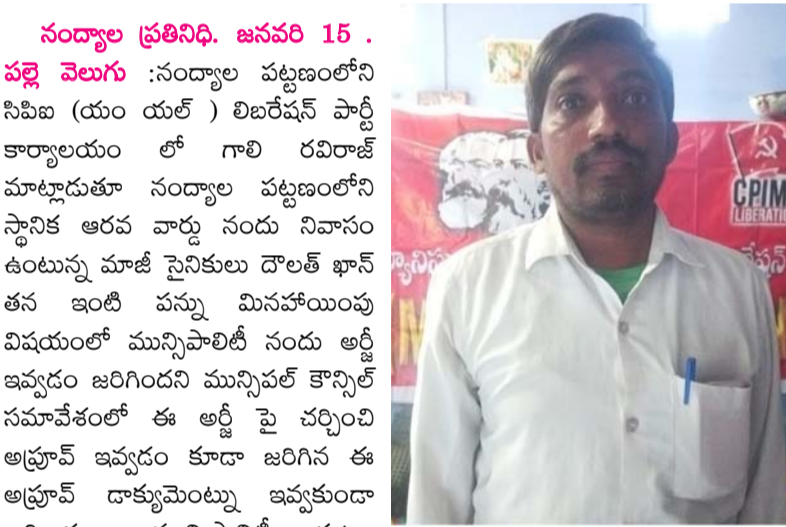 నంద్యాల ప్రతినిధి. జనవరి 15 .
పల్లె వెలుగు :నంద్యాల పట్టణంలోని
సిపిఐ (యం యల్ ) లిబరేషన్ పార్టీ
కార్యాలయం లో గాలి రవిరాజ్
మాట్లాడుతూ నంద్యాల పట్టణంలోని
స్థానిక ఆరవ వార్డు నందు నివాసం
ఉంటున్న మాజీ సైనికులు దౌలత్ ఖాన్
తన ఇంటి పన్ను మినహాయింపు
విషయంలో మున్సిపాలిటీ నందు అర్జీ
ఇవ్వడం జరిగిందని మున్సిపల్ కౌన్సిల్
సమావేశంలో ఈ అర్జీ పై చర్చించి
అప్రూవ్ ఇవ్వడం కూడా జరిగిన ఈ
అప్రూవ్ డాక్యుమెంట్ను ఇవ్వకుండా
CPIM
LIBERATI